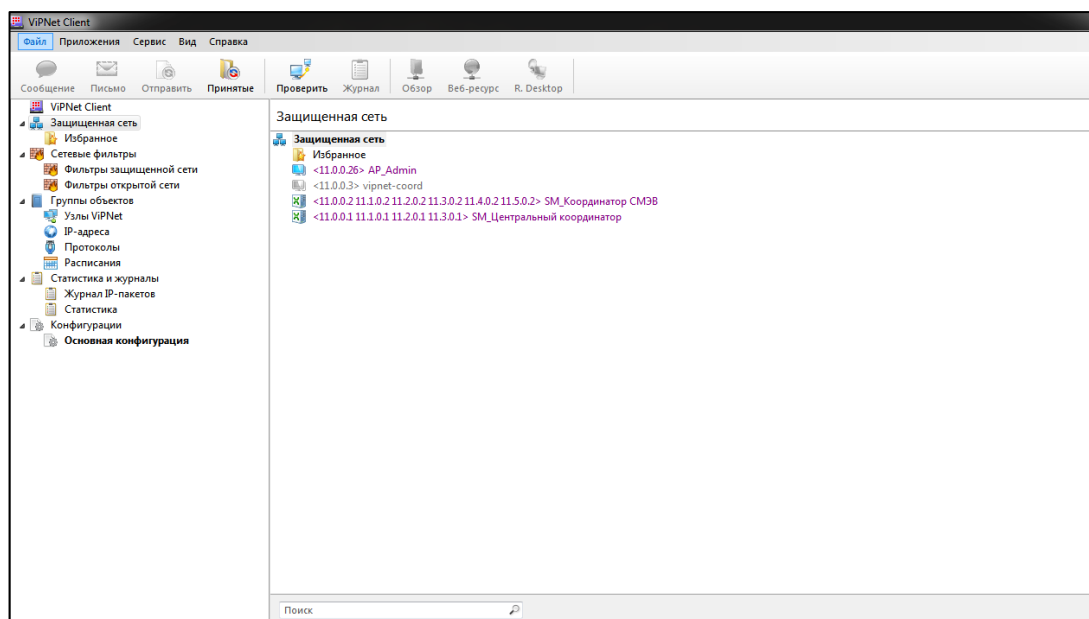 ViPNet Client
Файл Приложения Сервис Вид Справка
Сообщение Письмо Отправить Принятые Проверить Журнал Обзор Веб-ресурс R. Desktop
ViPNet Client
Защищенная сеть
Избранное
Сетевые фильтры
Фильтры защищенной сети
Фильтры открытой сети
Группы объектов
Узлы ViPNet
IP-адреса
Протоколы
Расписания
Статистика и журналы
Журнал IP-пакетов
Статистика
Конфигурации
Основная конфигурация
Защищенная сеть
Защищенная сеть
Избранное
<11.0.0.26> AP_Admin
<11.0.0.3> vipnet-coord
<11.0.0.2 11.1.0.2 11.2.0.2 11.3.0.2 11.4.0.2 11.5.0.2> SM_Координатор СМЭВ
<11.0.0.1 11.1.0.1 11.2.0.1 11.3.0.1> SM_Центральный координатор
Поиск